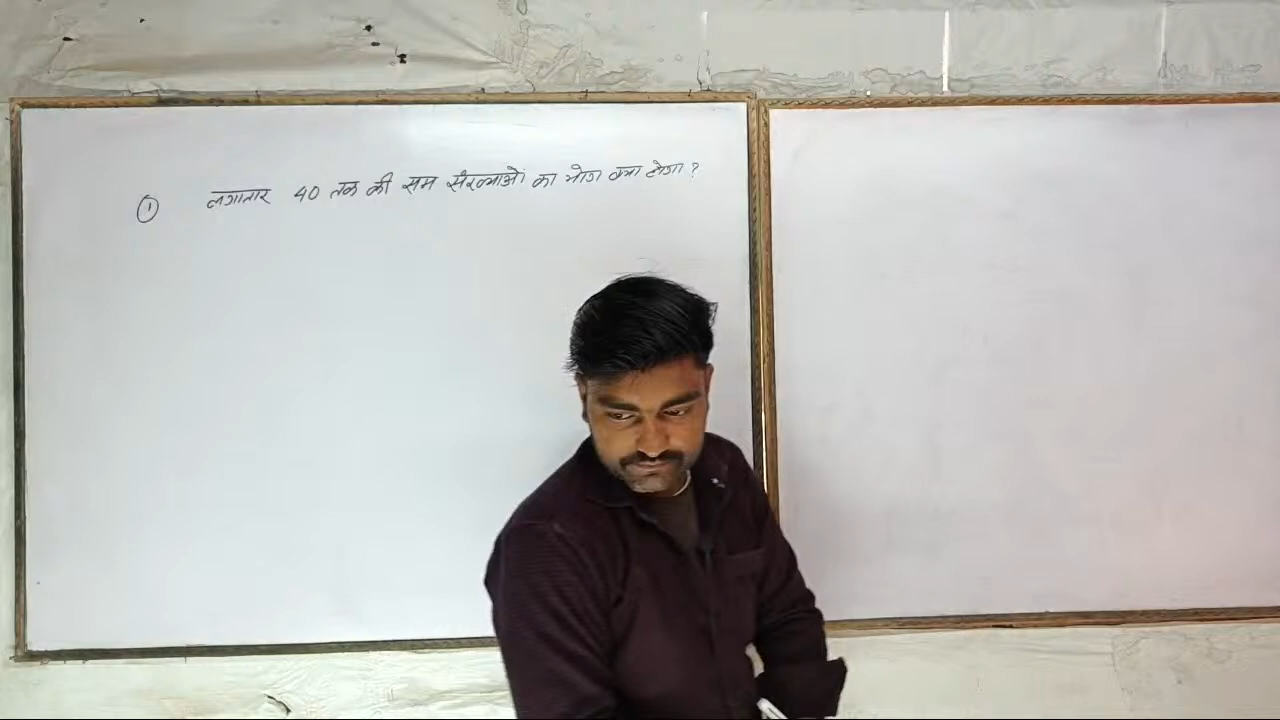 ① लगातार 40 तक की सम संख्याओं का योग क्या होगा ?